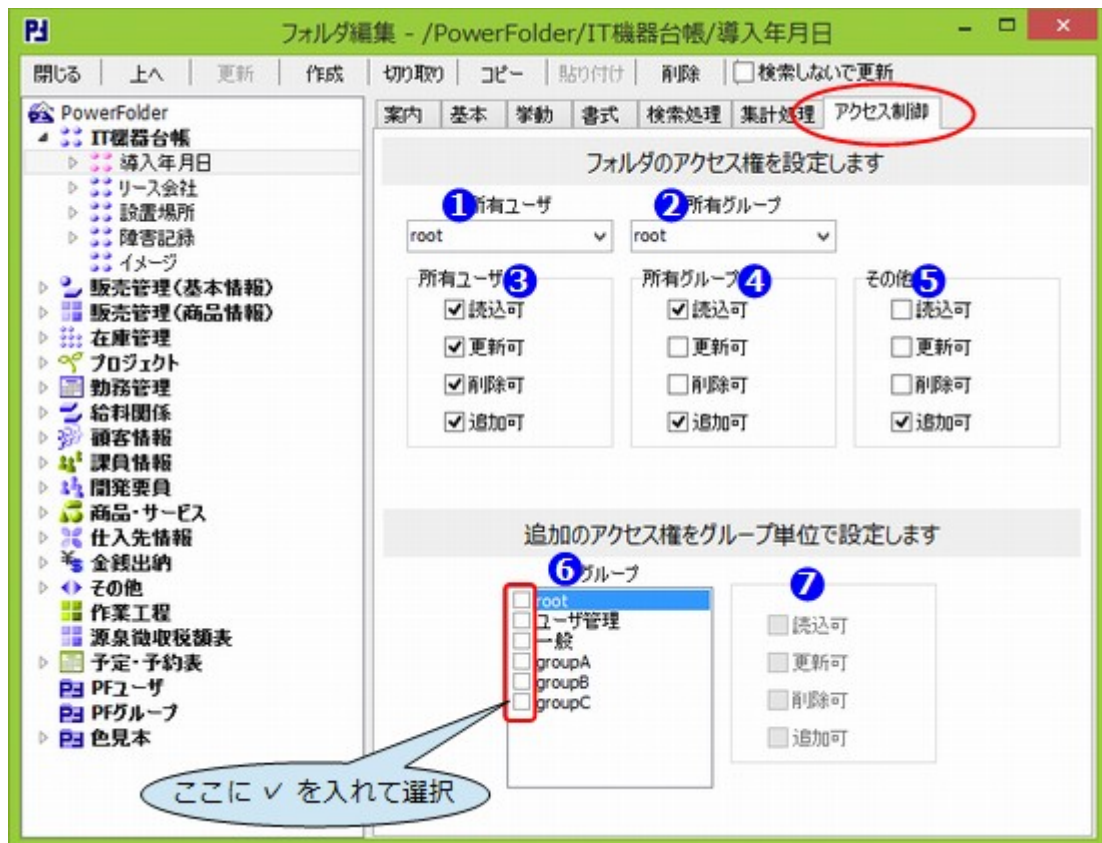 フォルダ編集 - /PowerFolder/IT機器台帳/導入年月日
閉じる 上へ 更新 作成 切り取り コピー 貼り付け 削除 検索しないで更新
PowerFolder
IT機器台帳
導入年月日
リース会社
設置場所
障害記録
イメージ
販売管理(基本情報)
販売管理(商品情報)
在庫管理
プロジェクト
勤務管理
給料関係
顧客情報
課員情報
開発要員
商品・サービス
仕入先情報
金銭出納
その他
作業工程
源泉徴収税額表
予定・予約表
PFユーザ
PFグループ
色見本
案内 基本 挙動 書式 検索処理 集計処理 アクセス制御
フォルダのアクセス権を設定します
1 所有ユーザ 2 所有グループ
root root
所有ユーザ 3 所有グループ 4 その他 5
読込可 読込可 読込可
更新可 更新可 更新可
削除可 削除可 削除可
追加可 追加可 追加可
追加のアクセス権をグループ単位で設定します
6 グループ 7
root
ユーザ管理
一般
groupA
groupB
groupC
読込可
更新可
削除可
追加可
ここに ✓ を入れて選択